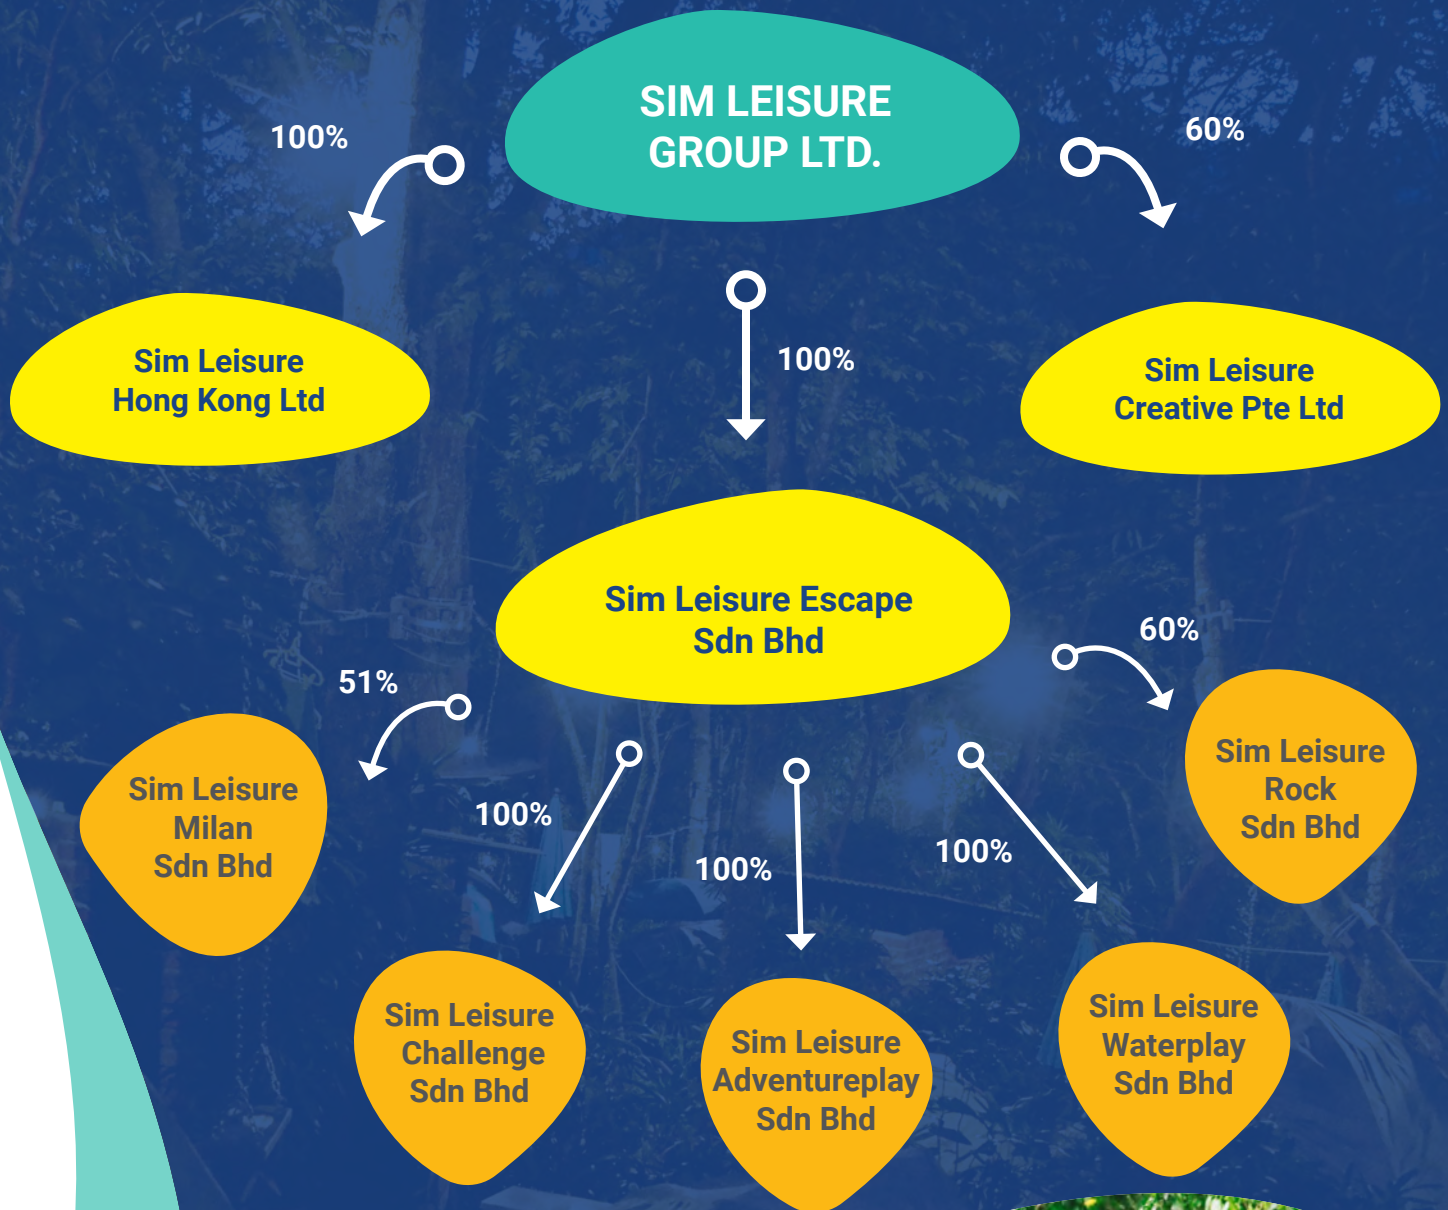 SIM LEISURE
GROUP LTD.
100%
60%
100%
Sim Leisure
Hong Kong Ltd
Sim Leisure
Creative Pte Ltd
Sim Leisure Escape
Sdn Bhd
51%
100%
100%
100%
60%
Sim Leisure
Milan
Sdn Bhd
Sim Leisure
Challenge
Sdn Bhd
Sim Leisure
Adventureplay
Sdn Bhd
Sim Leisure
Waterplay
Sdn Bhd
Sim Leisure
Rock
Sdn Bhd